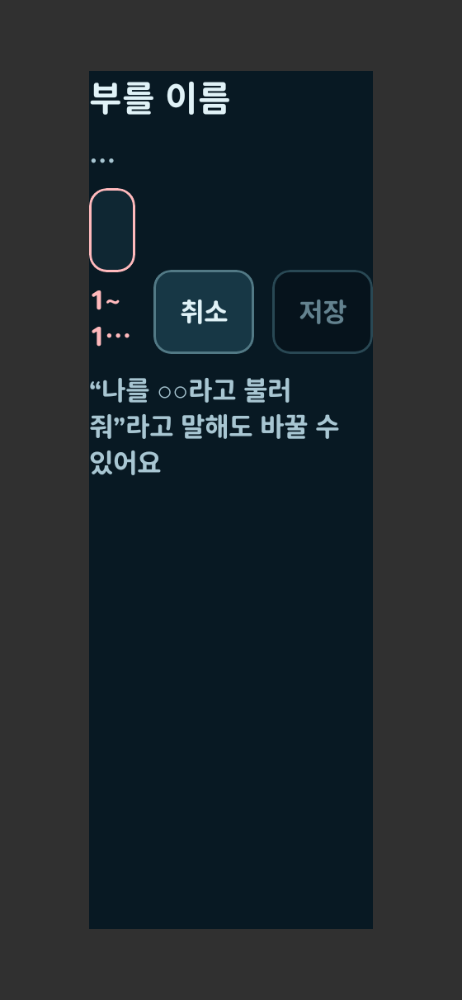 부를 이름
···
1~
1···
취소
저장
“나를 ○○라고 불러
줘”라고 말해도 바꿀 수
있어요